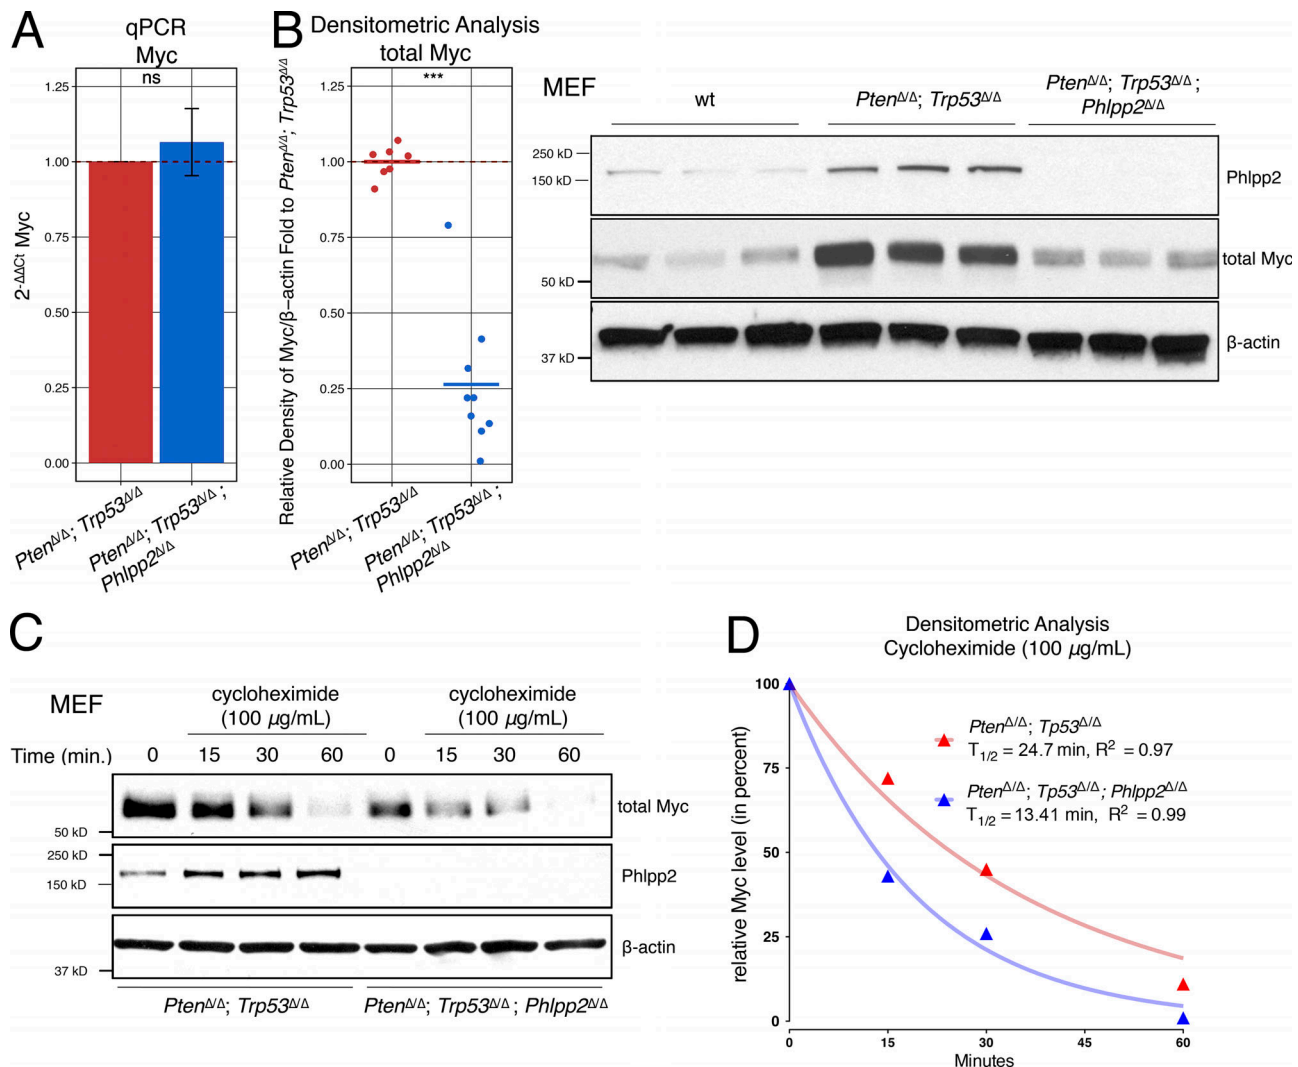 A
qPCR
Myc
ns
1.25
1.00
0.75
0.50
0.25
0.00
2-ΔΔCt Myc
PtenΔ/Δ; Trp53Δ/Δ
PtenΔ/Δ; Trp53Δ/Δ;
Phlpp2Δ/Δ
B
Densitometric Analysis
total Myc
***
1.25
1.00
0.75
0.50
0.25
0.00
Relative Density of Myc/β−actin Fold to PtenΔ/Δ; Trp53Δ/Δ
PtenΔ/Δ; Trp53Δ/Δ
PtenΔ/Δ; Trp53Δ/Δ;
Phlpp2Δ/Δ
MEF
wt
PtenΔ/Δ; Trp53Δ/Δ
PtenΔ/Δ; Trp53Δ/Δ;
Phlpp2Δ/Δ
250 kD
150 kD
Phlpp2
total Myc
50 kD
β-actin
37 kD
C
MEF
cycloheximide
(100 µg/mL)
cycloheximide
(100 µg/mL)
Time (min.) 0 15 30 60 0 15 30 60
total Myc
50 kD
250 kD
150 kD
Phlpp2
β-actin
37 kD
PtenΔ/Δ; Trp53Δ/Δ
PtenΔ/Δ; Trp53Δ/Δ; Phlpp2Δ/Δ
D
Densitometric Analysis
Cycloheximide (100 µg/mL)
100
75
50
25
0
relative Myc level (in percent)
PtenΔ/Δ; Tp53Δ/Δ
T1/2 = 24.7 min, R2 = 0.97
PtenΔ/Δ; Tp53Δ/Δ; Phlpp2Δ/Δ
T1/2 = 13.41 min, R2 = 0.99
0 15 30 45 60
Minutes